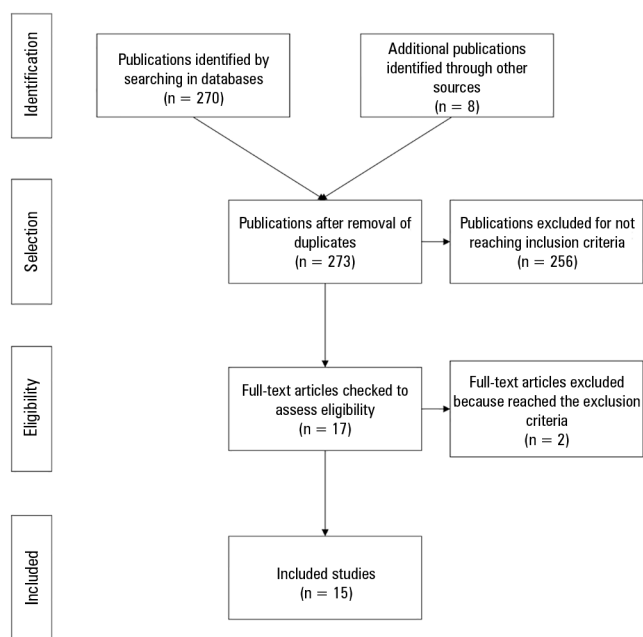 Identification
Publications identified by
searching in databases
(n = 270)
Additional publications
identified through other
sources
(n = 8)
Selection
Publications after removal of
duplicates
(n = 273)
Publications excluded for not
reaching inclusion criteria
(n = 256)
Eligibility
Full-text articles checked to
assess eligibility
(n = 17)
Full-text articles excluded
because reached the exclusion
criteria
(n = 2)
Included
Included studies
(n = 15)